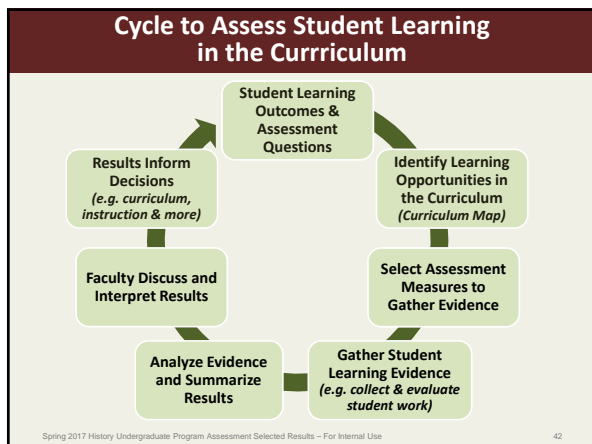 Cycle to Assess Student Learning
in the Currriculum
Student Learning
Outcomes &
Assessment
Questions
Identify Learning
Opportunities in
the Curriculum
(Curriculum Map)
Select Assessment
Measures to
Gather Evidence
Gather Student
Learning Evidence
(e.g. collect & evaluate
student work)
Analyze Evidence
and Summarize
Results
Faculty Discuss and
Interpret Results
Results Inform
Decisions
(e.g. curriculum,
instruction & more)
Spring 2017 History Undergraduate Program Assessment Selected Results – For Internal Use
42